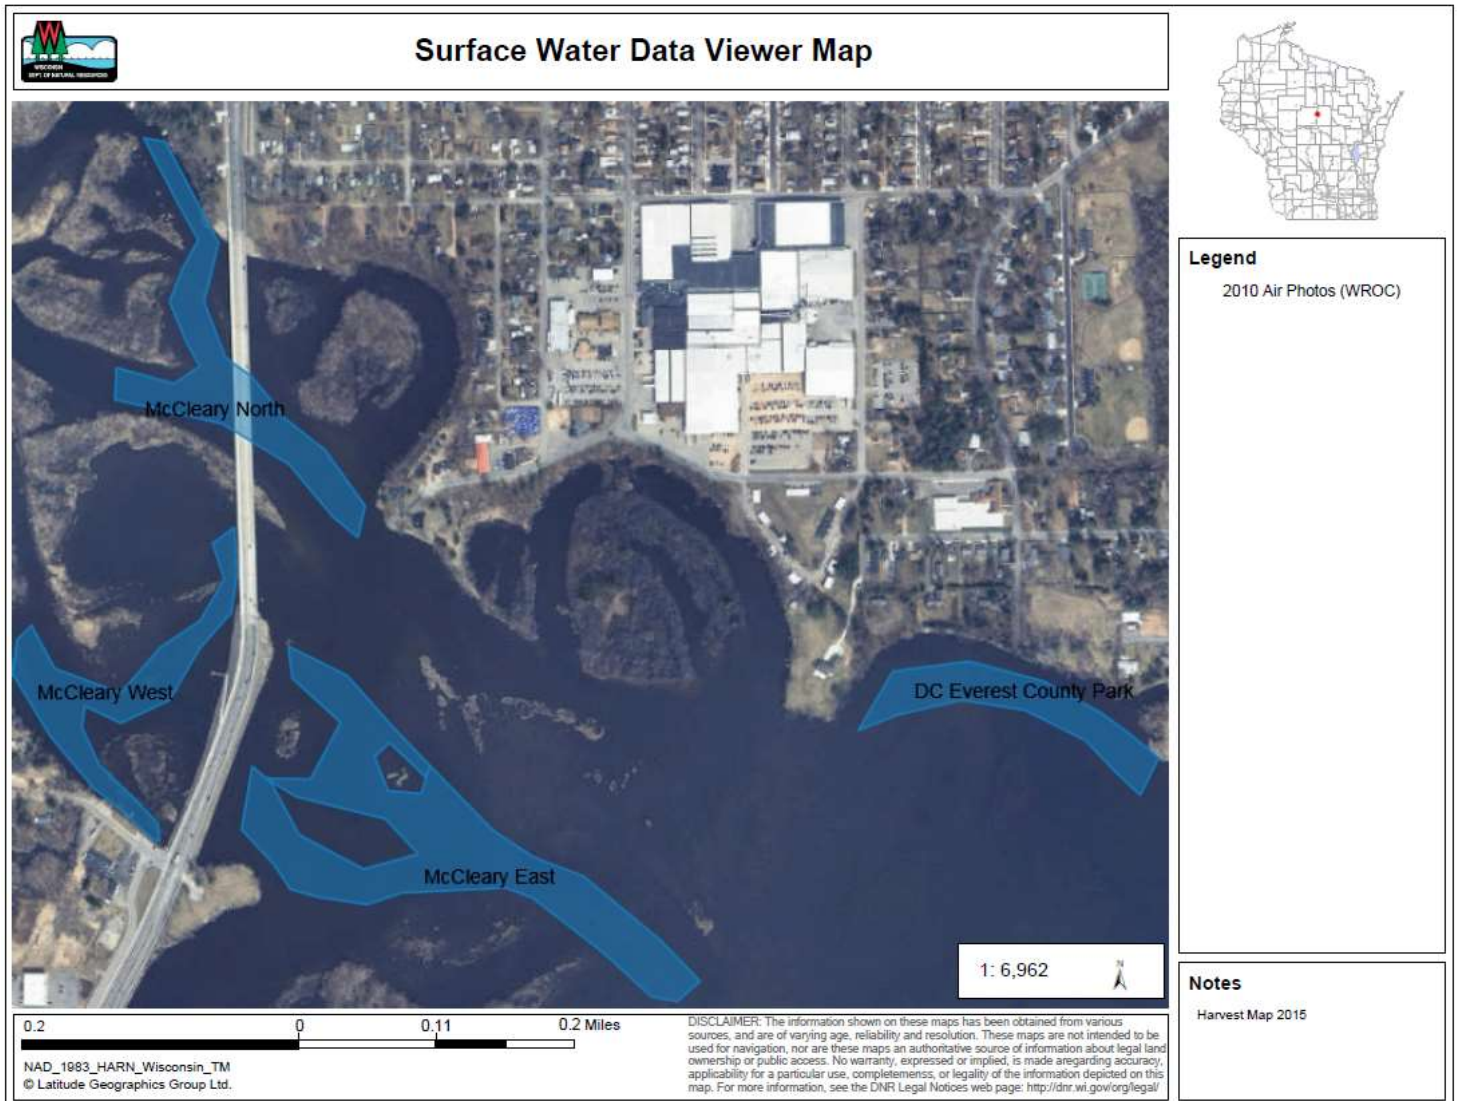 WISCONSIN
DEPT. OF NATURAL RESOURCES
Surface Water Data Viewer Map
McCleary North
McCleary West
DC Everest County Park
McCleary East
1: 6,962
N
Legend
2010 Air Photos (WROC)
Notes
Harvest Map 2015
0.2 0 0.11 0.2 Miles
NAD_1983_HARN_Wisconsin_TM
© Latitude Geographics Group Ltd.
DISCLAIMER: The information shown on these maps has been obtained from various
sources, and are of varying age, reliability and resolution. These maps are not intended to be
used for navigation, nor are these maps an authoritative source of information about legal land
ownership or public access. No warranty, expressed or implied, is made aregarding accuracy,
applicability for a particular use, completemenss, or legality of the information depicted on this
map. For more information, see the DNR Legal Notices web page: http://dnr.wi.gov/org/legal/